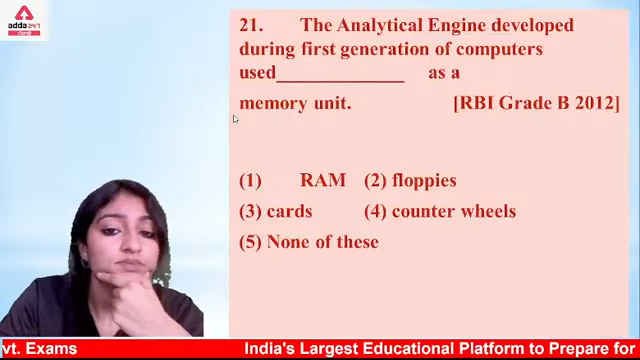 adda247
ਪੰਜਾਬੀ
21. The Analytical Engine developed
during first generation of computers
used_____________ as a
memory unit. [RBI Grade B 2012]
(1) RAM (2) floppies
(3) cards (4) counter wheels
(5) None of these
vt. Exams India's Largest Educational Platform to Prepare for